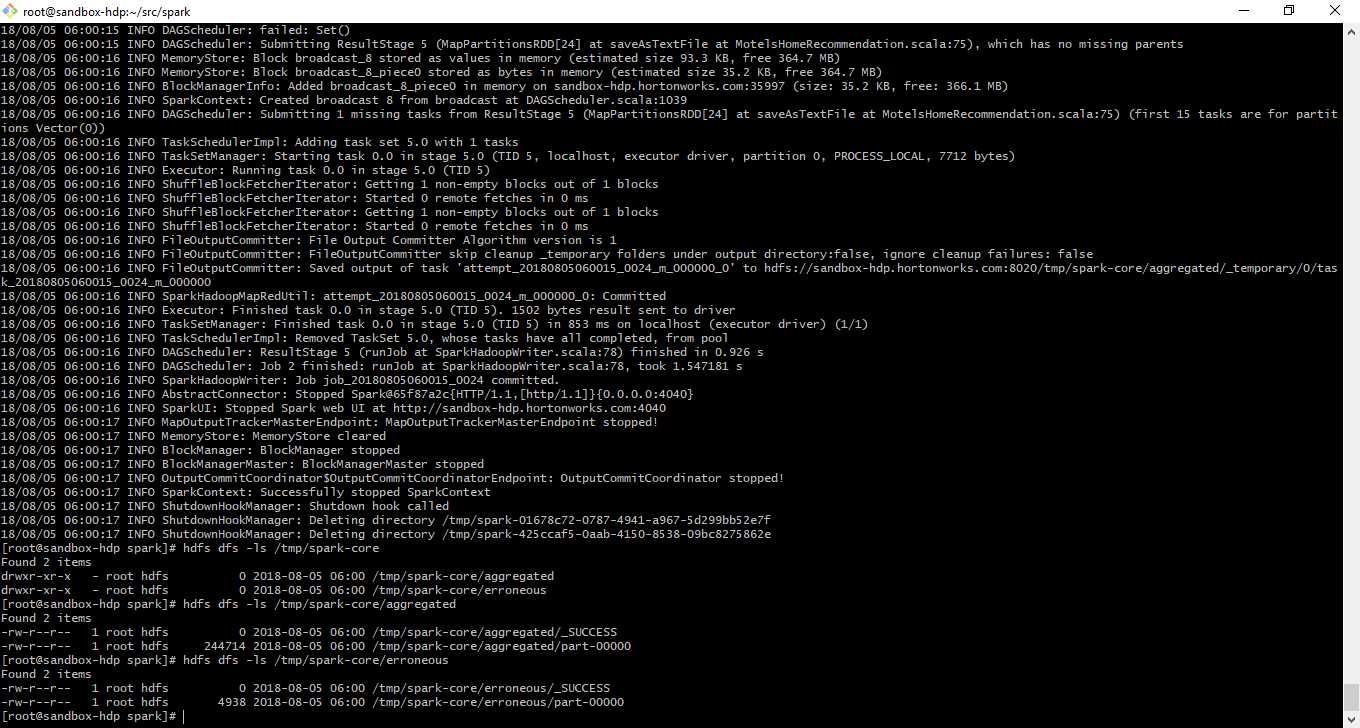 root@sandbox-hdp:~/src/spark
18/08/05 06:00:15 INFO DAGScheduler: failed: Set()
18/08/05 06:00:15 INFO DAGScheduler: Submitting ResultStage 5 (MapPartitionsRDD[24] at saveAsTextFile at MotelsHomeRecommendation.scala:75), which has no missing parents
18/08/05 06:00:16 INFO MemoryStore: Block broadcast_8 stored as values in memory (estimated size 93.3 KB, free 364.7 MB)
18/08/05 06:00:16 INFO MemoryStore: Block broadcast_8_piece0 stored as bytes in memory (estimated size 35.2 KB, free 364.7 MB)
18/08/05 06:00:16 INFO BlockManagerInfo: Added broadcast_8_piece0 in memory on sandbox-hdp.hortonworks.com:35997 (size: 35.2 KB, free: 366.1 MB)
18/08/05 06:00:16 INFO SparkContext: Created broadcast 8 from broadcast at DAGScheduler.scala:1039
18/08/05 06:00:16 INFO DAGScheduler: Submitting 1 missing tasks from ResultStage 5 (MapPartitionsRDD[24] at saveAsTextFile at MotelsHomeRecommendation.scala:75) (first 15 tasks are for partit
ions Vector(0))
18/08/05 06:00:16 INFO TaskSchedulerImpl: Adding task set 5.0 with 1 tasks
18/08/05 06:00:16 INFO TaskSetManager: Starting task 0.0 in stage 5.0 (TID 5, localhost, executor driver, partition 0, PROCESS_LOCAL, 7712 bytes)
18/08/05 06:00:16 INFO Executor: Running task 0.0 in stage 5.0 (TID 5)
18/08/05 06:00:16 INFO ShuffleBlockFetcherIterator: Getting 1 non-empty blocks out of 1 blocks
18/08/05 06:00:16 INFO ShuffleBlockFetcherIterator: Started 0 remote fetches in 0 ms
18/08/05 06:00:16 INFO ShuffleBlockFetcherIterator: Getting 1 non-empty blocks out of 1 blocks
18/08/05 06:00:16 INFO ShuffleBlockFetcherIterator: Started 0 remote fetches in 0 ms
18/08/05 06:00:16 INFO FileOutputCommitter: File Output Committer Algorithm version is 1
18/08/05 06:00:16 INFO FileOutputCommitter: FileOutputCommitter skip cleanup _temporary folders under output directory:false, ignore cleanup failures: false
18/08/05 06:00:16 INFO FileOutputCommitter: Saved output of task 'attempt_20180805060015_0024_m_000000_0' to hdfs://sandbox-hdp.hortonworks.com:8020/tmp/spark-core/aggregated/_temporary/0/tas
k_20180805060015_0024_m_000000
18/08/05 06:00:16 INFO SparkHadoopMapRedUtil: attempt_20180805060015_0024_m_000000_0: Committed
18/08/05 06:00:16 INFO Executor: Finished task 0.0 in stage 5.0 (TID 5). 1502 bytes result sent to driver
18/08/05 06:00:16 INFO TaskSetManager: Finished task 0.0 in stage 5.0 (TID 5) in 853 ms on localhost (executor driver) (1/1)
18/08/05 06:00:16 INFO TaskSchedulerImpl: Removed TaskSet 5.0, whose tasks have all completed, from pool
18/08/05 06:00:16 INFO DAGScheduler: ResultStage 5 (runJob at SparkHadoopWriter.scala:78) finished in 0.926 s
18/08/05 06:00:16 INFO DAGScheduler: Job 2 finished: runJob at SparkHadoopWriter.scala:78, took 1.547181 s
18/08/05 06:00:16 INFO SparkHadoopWriter: Job job_20180805060015_0024 committed.
18/08/05 06:00:16 INFO AbstractConnector: Stopped Spark@65f87a2c{HTTP/1.1,[http/1.1]}{0.0.0.0:4040}
18/08/05 06:00:16 INFO SparkUI: Stopped Spark web UI at http://sandbox-hdp.hortonworks.com:4040
18/08/05 06:00:17 INFO MapOutputTrackerMasterEndpoint: MapOutputTrackerMasterEndpoint stopped!
18/08/05 06:00:17 INFO MemoryStore: MemoryStore cleared
18/08/05 06:00:17 INFO BlockManager: BlockManager stopped
18/08/05 06:00:17 INFO BlockManagerMaster: BlockManagerMaster stopped
18/08/05 06:00:17 INFO OutputCommitCoordinator$OutputCommitCoordinatorEndpoint: OutputCommitCoordinator stopped!
18/08/05 06:00:17 INFO SparkContext: Successfully stopped SparkContext
18/08/05 06:00:17 INFO ShutdownHookManager: Shutdown hook called
18/08/05 06:00:17 INFO ShutdownHookManager: Deleting directory /tmp/spark-01678c72-0787-4941-a967-5d299bb52e7f
18/08/05 06:00:17 INFO ShutdownHookManager: Deleting directory /tmp/spark-425ccaf5-0aab-4150-8538-09bc8275862e
[root@sandbox-hdp spark]# hdfs dfs -ls /tmp/spark-core
Found 2 items
drwxr-xr-x   - root hdfs          0 2018-08-05 06:00 /tmp/spark-core/aggregated
drwxr-xr-x   - root hdfs          0 2018-08-05 06:00 /tmp/spark-core/erroneous
[root@sandbox-hdp spark]# hdfs dfs -ls /tmp/spark-core/aggregated
Found 2 items
-rw-r--r--   1 root hdfs          0 2018-08-05 06:00 /tmp/spark-core/aggregated/_SUCCESS
-rw-r--r--   1 root hdfs     244714 2018-08-05 06:00 /tmp/spark-core/aggregated/part-00000
[root@sandbox-hdp spark]# hdfs dfs -ls /tmp/spark-core/erroneous
Found 2 items
-rw-r--r--   1 root hdfs          0 2018-08-05 06:00 /tmp/spark-core/erroneous/_SUCCESS
-rw-r--r--   1 root hdfs       4938 2018-08-05 06:00 /tmp/spark-core/erroneous/part-00000
[root@sandbox-hdp spark]#